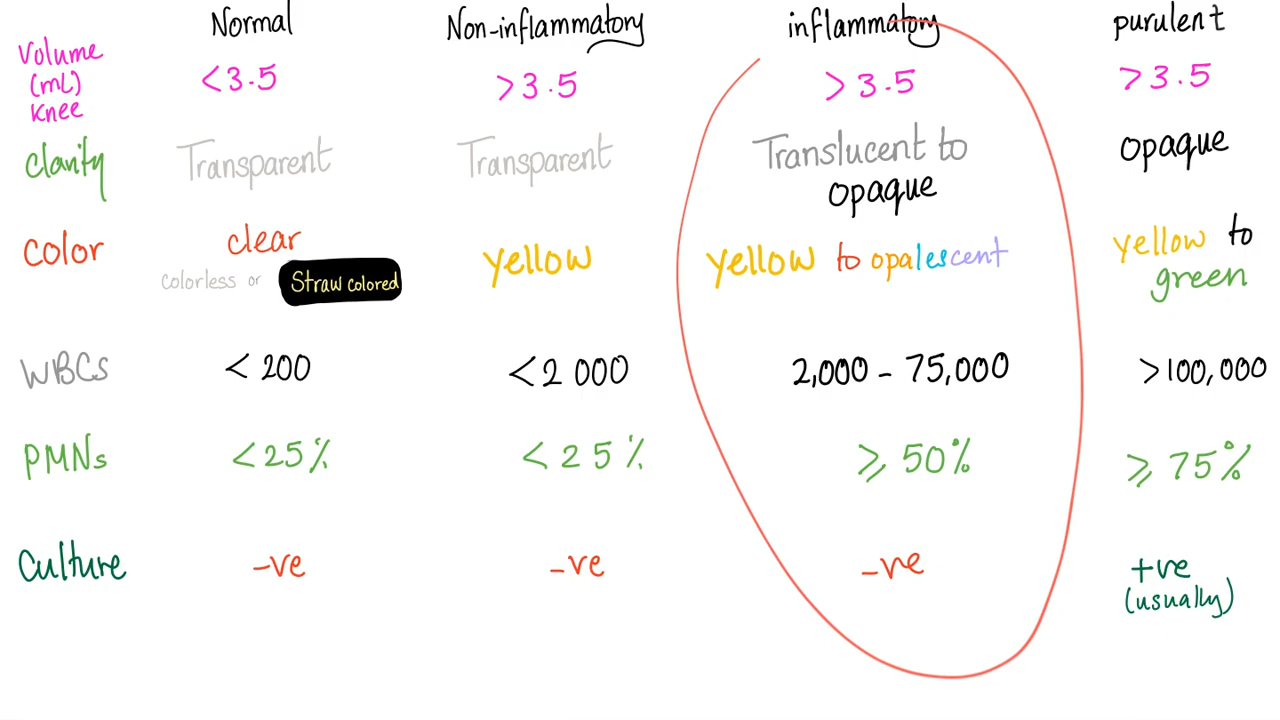 Normal Non-inflammatory inflammatory purulent
Volume
(mL)
Knee
<3.5 >3.5 >3.5 >3.5
Clarity Transparent Transparent Translucent to
opaque
opaque
Color clear
colorless or Straw colored
yellow yellow to opalescent yellow to
green
WBCs <200 <2 000 2,000 - 75,000 >100,000
PMNs <25% <25% ≥50% ≥75%
Culture -ve -ve -ve +ve
(usually)